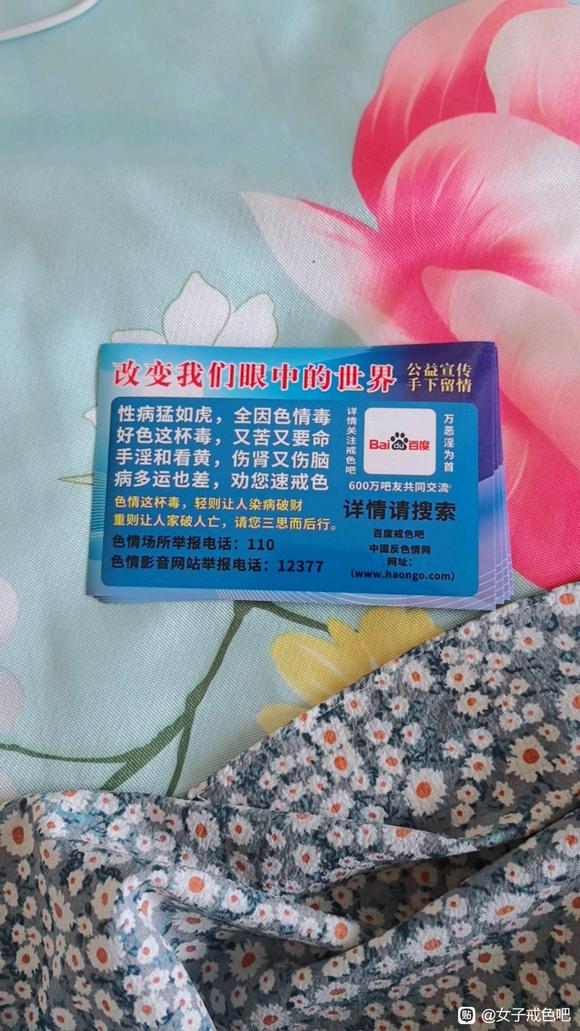 改变我们眼中的世界
公益宣传
手下留情
性病猛如虎，全因色情毒
好色这杯毒，又苦又要命
手淫和看黄，伤肾又伤脑
病多运也差，劝您速戒色
色情这杯毒，轻则让人染病破财
重则让人家破人亡，请您三思而后行。
色情场所举报电话：110
色情影音网站举报电话：12377
详情关注戒色吧
Bai du 百度
万恶淫为首
600万吧友共同交流
详情请搜索
百度戒色吧
中国反色情网
网址：
(www.haongo.com)
贴 @女子戒色吧